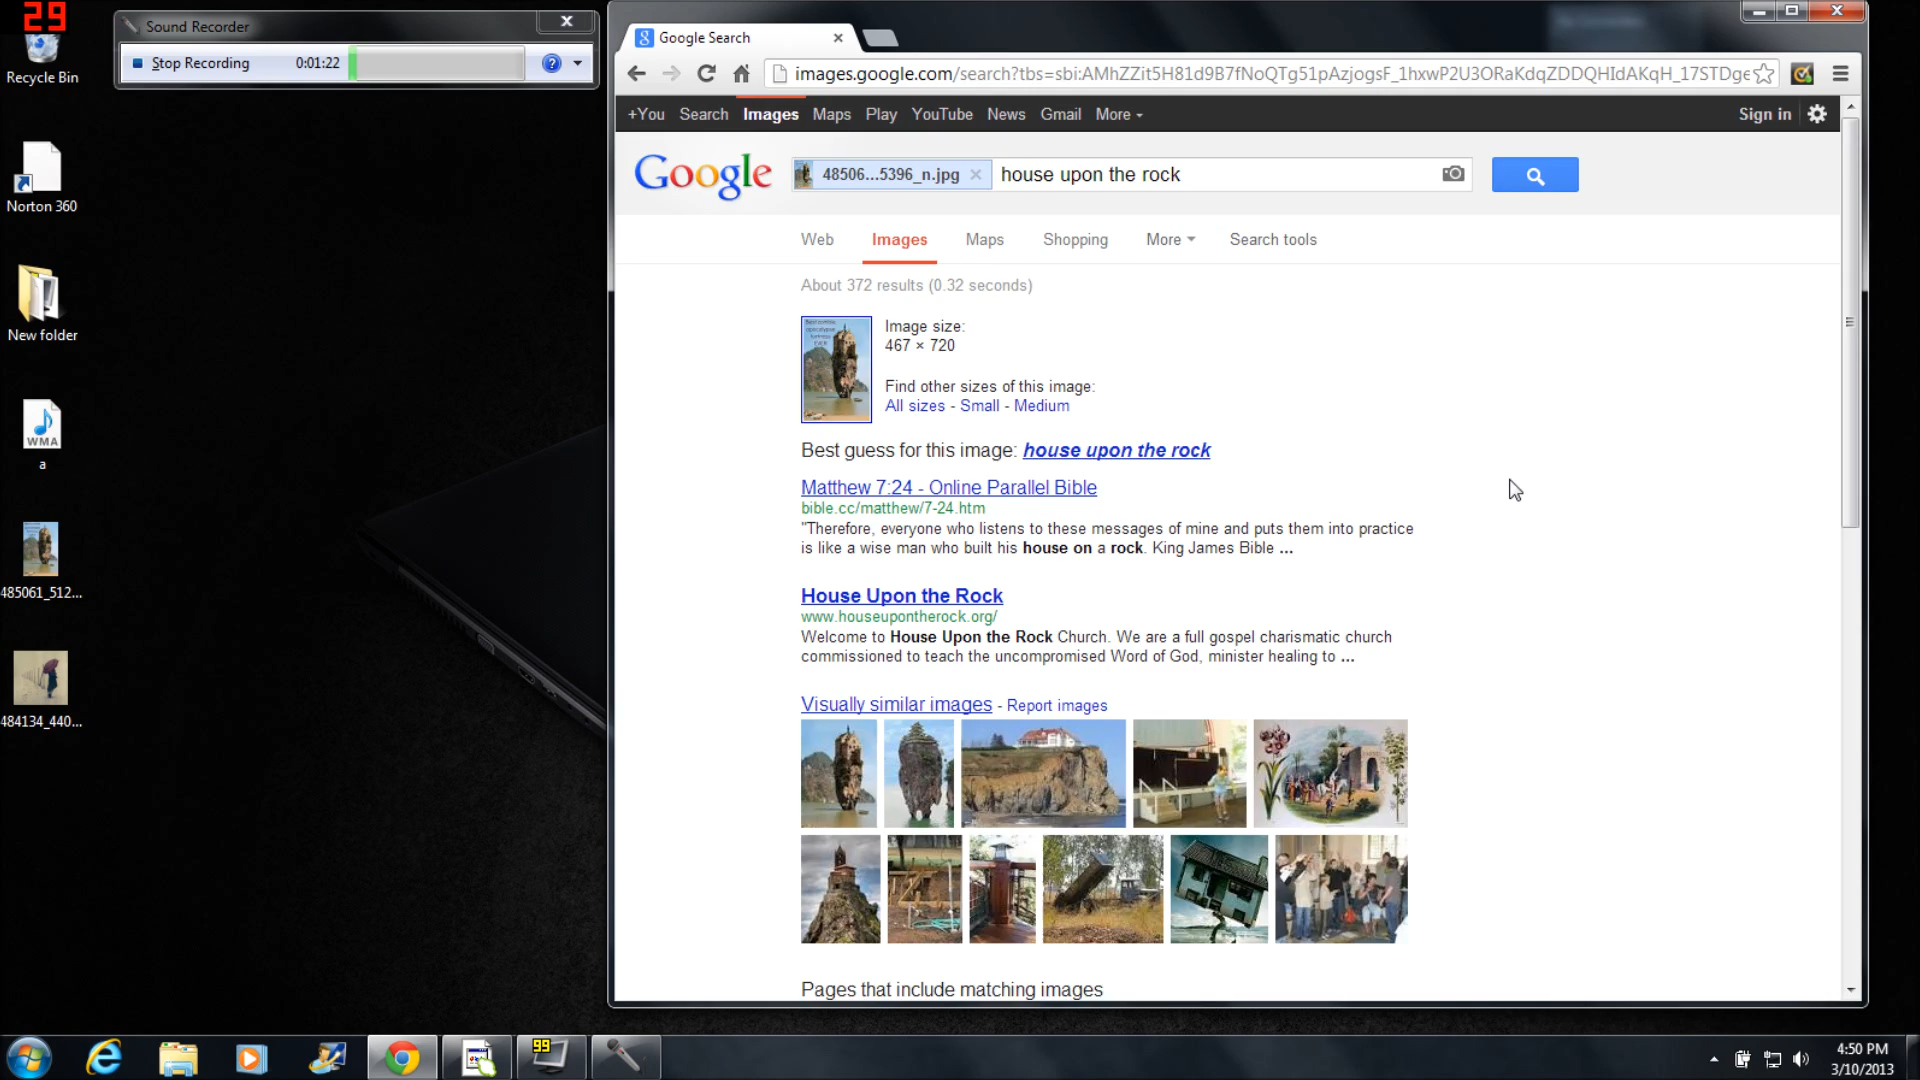 29
Recycle Bin
Norton 360
New folder
WMA
a
485061_512...
484134_440...
Sound Recorder
Stop Recording
0:01:22
Google Search
images.google.com/search?tbs=sbi:AMhZZit5H81d9B7fNoQTg51pAzjogsF_1hxwP2U3ORaKdqZDDQHIdAKqH_17STDge
+You Search Images Maps Play YouTube News Gmail More
Sign in
Google
48506...5396_n.jpg
house upon the rock
Web Images Maps Shopping More Search tools
About 372 results (0.32 seconds)
Image size:
467 × 720
Find other sizes of this image:
All sizes - Small - Medium
Best guess for this image: house upon the rock
Matthew 7:24 - Online Parallel Bible
bible.cc/matthew/7-24.htm
"Therefore, everyone who listens to these messages of mine and puts them into practice
is like a wise man who built his house on a rock. King James Bible ...
House Upon the Rock
www.houseupontherock.org/
Welcome to House Upon the Rock Church. We are a full gospel charismatic church
commissioned to teach the uncompromised Word of God, minister healing to ...
Visually similar images - Report images
Pages that include matching images
99
4:50 PM
3/10/2013